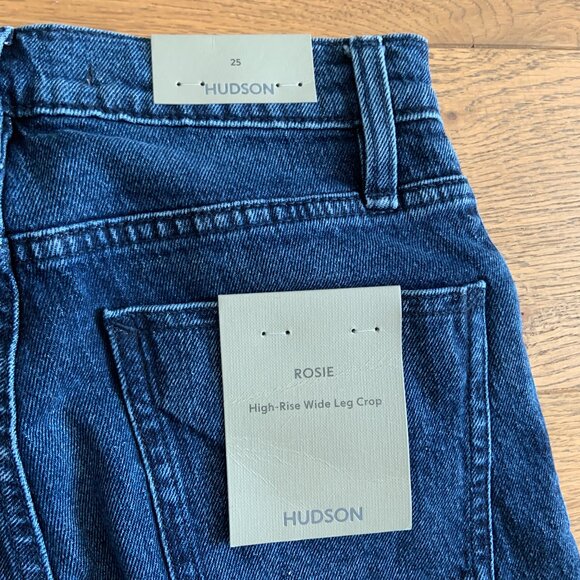 25
HUDSON
ROSIE
High-Rise Wide Leg Crop
HUDSON